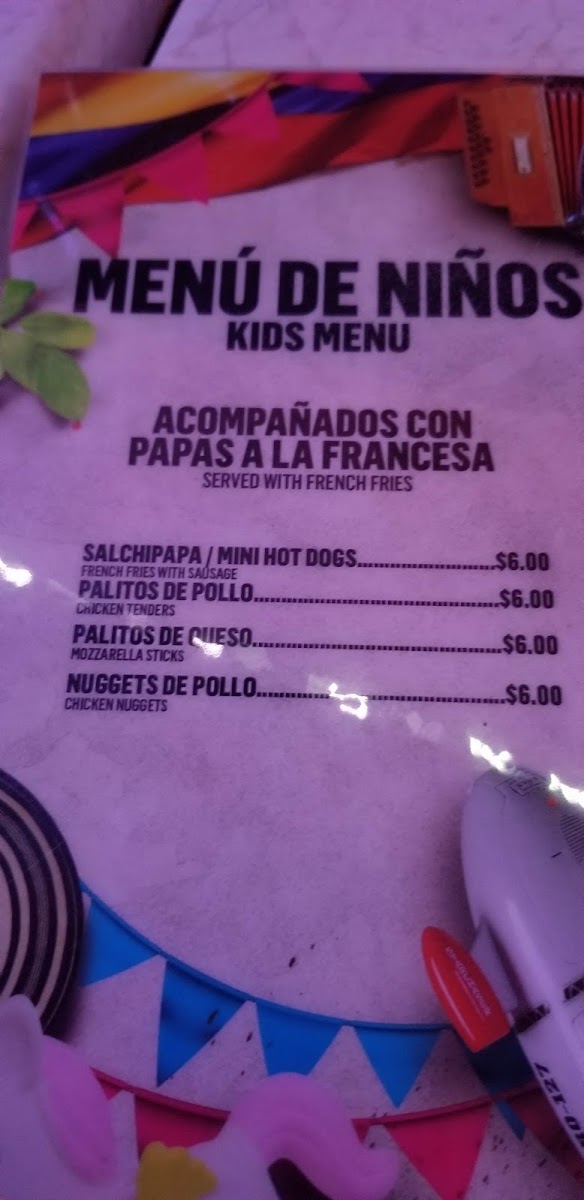 MENÚ DE NIÑOS
KIDS MENU
ACOMPAÑADOS CON
PAPAS A LA FRANCESA
SERVED WITH FRENCH FRIES
SALCHIPAPA / MINI HOT DOGS........................$6.00
FRENCH FRIES WITH SAUSAGE
PALITOS DE POLLO...........................................$6.00
CHICKEN TENDERS
PALITOS DE QUESO............................................$6.00
MOZZARELLA STICKS
NUGGETS DE POLLO...........................................$6.00
CHICKEN NUGGETS